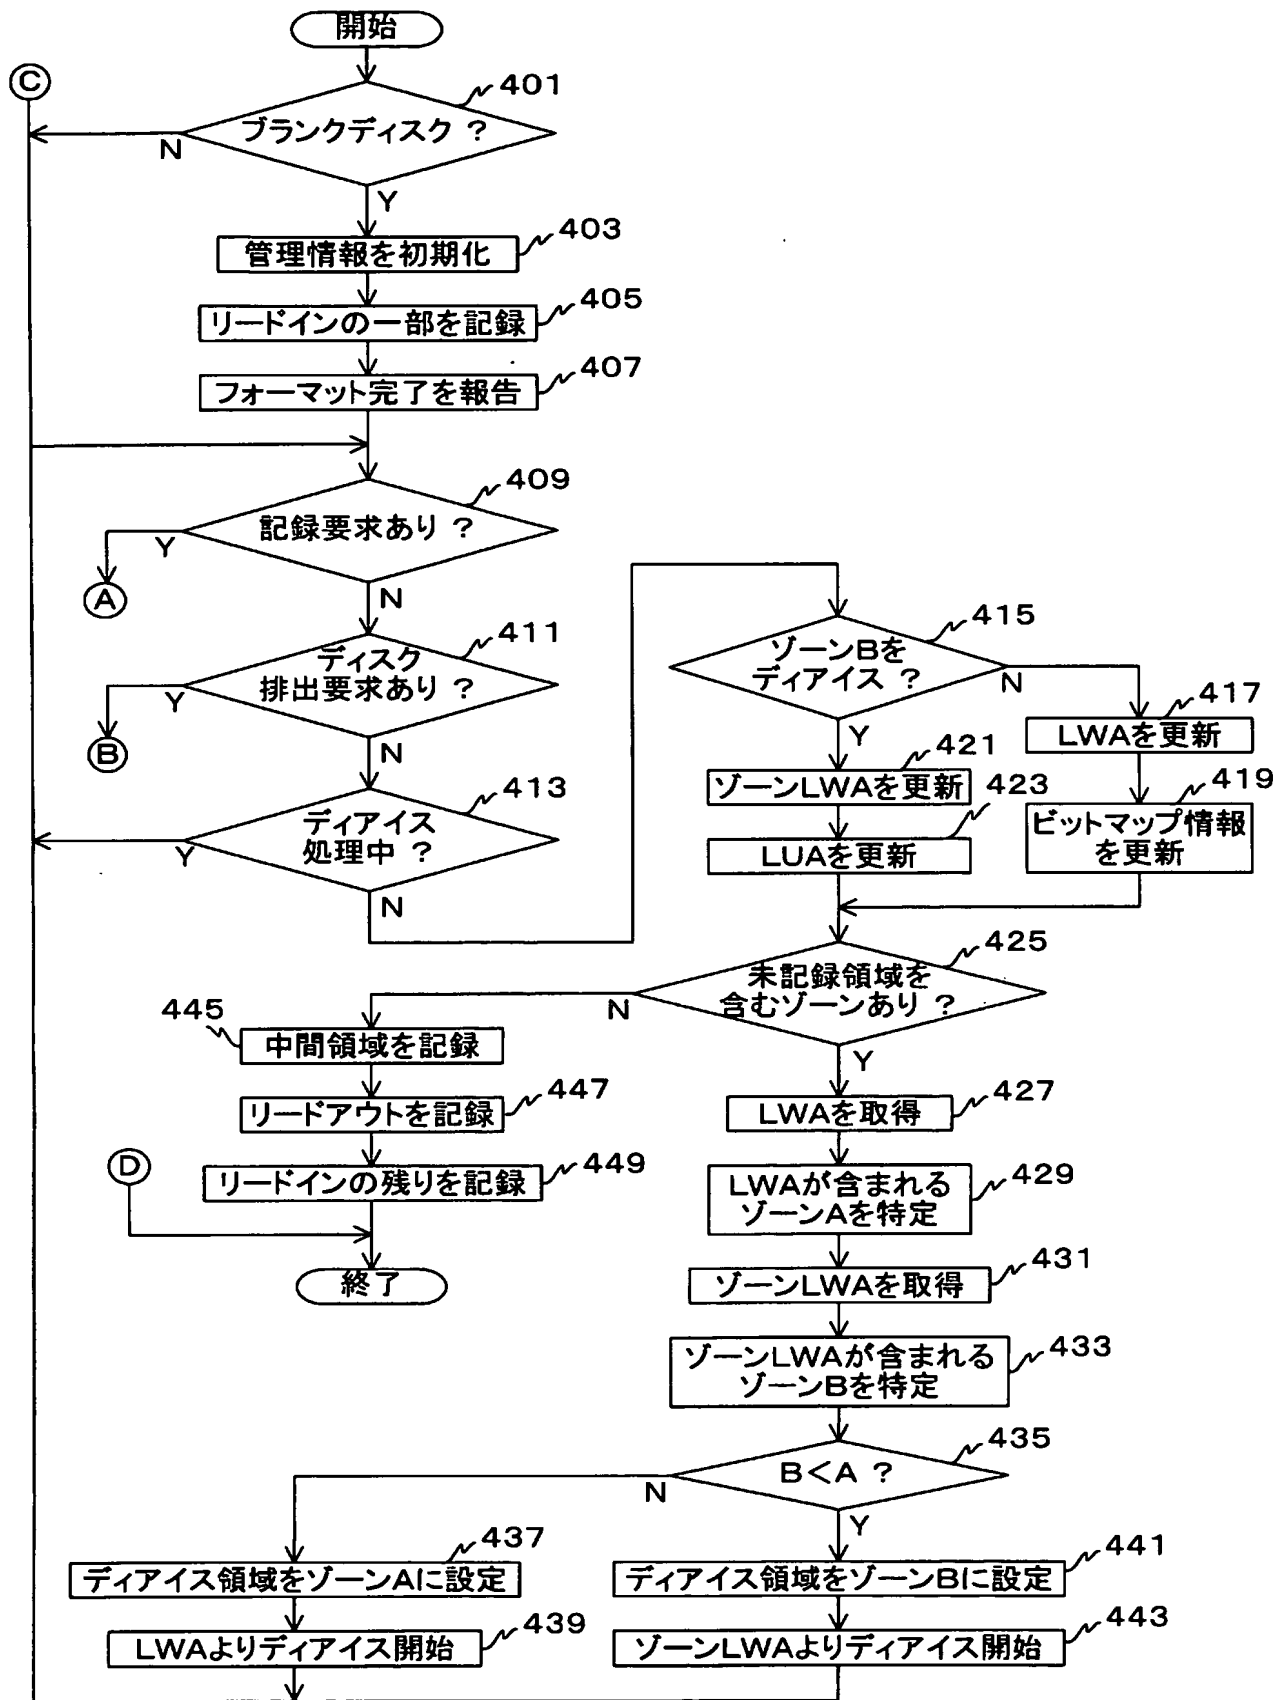 開始
C
401
ブランクディスク ?
N
Y
管理情報を初期化
403
リードインの一部を記録
405
フォーマット完了を報告
407
409
記録要求あり ?
Y
A
N
411
ディスク
排出要求あり ?
Y
B
N
413
ディアイス
処理中 ?
Y
N
415
ゾーンBを
ディアイス ?
N
Y
417
LWAを更新
419
ビットマップ情報
を更新
421
ゾーンLWAを更新
423
LUAを更新
425
未記録領域を
含むゾーンあり ?
N
Y
445
中間領域を記録
447
リードアウトを記録
449
リードインの残りを記録
D
終了
427
LWAを取得
429
LWAが含まれる
ゾーンAを特定
431
ゾーンLWAを取得
433
ゾーンLWAが含まれる
ゾーンBを特定
435
B<A ?
N
Y
437
ディアイス領域をゾーンAに設定
439
LWAよりディアイス開始
441
ディアイス領域をゾーンBに設定
443
ゾーンLWAよりディアイス開始